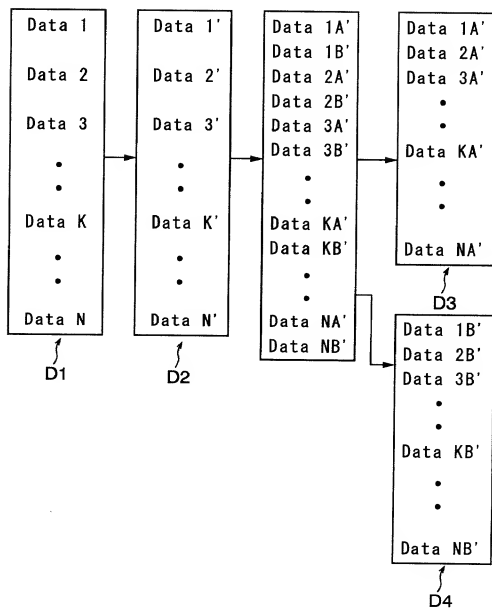 Data 1
Data 2
Data 3
Data K
Data N
D1
Data 1'
Data 2'
Data 3'
Data K'
Data N'
D2
Data 1A'
Data 1B'
Data 2A'
Data 2B'
Data 3A'
Data 3B'
Data KA'
Data KB'
Data NA'
Data NB'
Data 1A'
Data 2A'
Data 3A'
Data KA'
Data NA'
D3
Data 1B'
Data 2B'
Data 3B'
Data KB'
Data NB'
D4